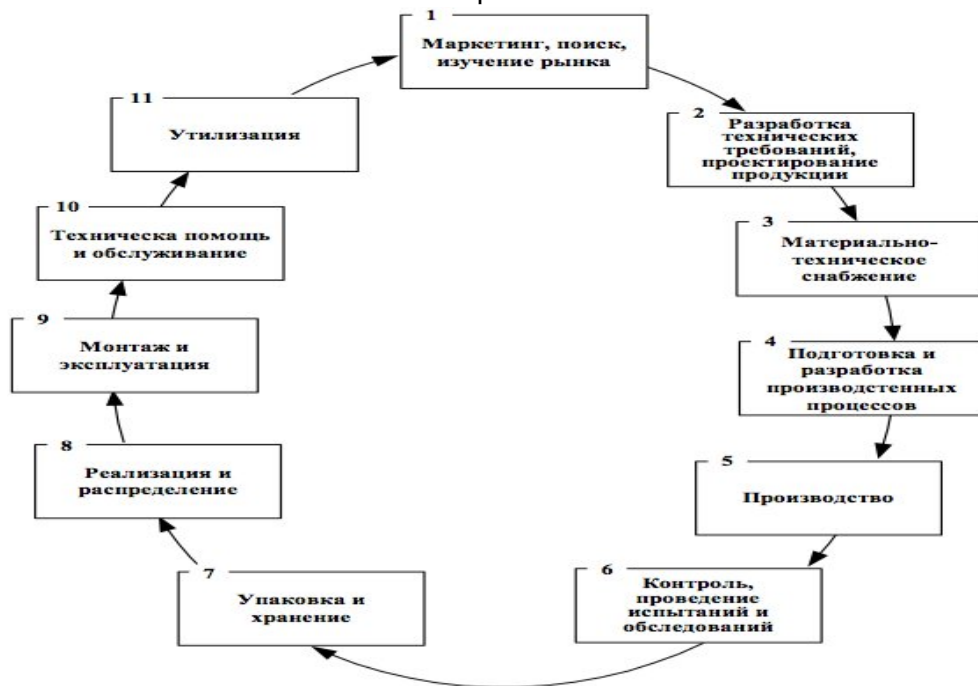 1
Маркетинг, поиск,
изучение рынка
2
Разработка
технических
требований,
проектирование
продукции
3
Материально-
техническое
снабжение
4
Подготовка и
разработка
производстенных
процессов
5
Производство
6
Контроль,
проведение
испытаний и
обследований
7
Упаковка и
хранение
8
Реализация и
распределение
9
Монтаж и
эксплуатация
10
Техническа помощь
и обслуживание
11
Утилизация